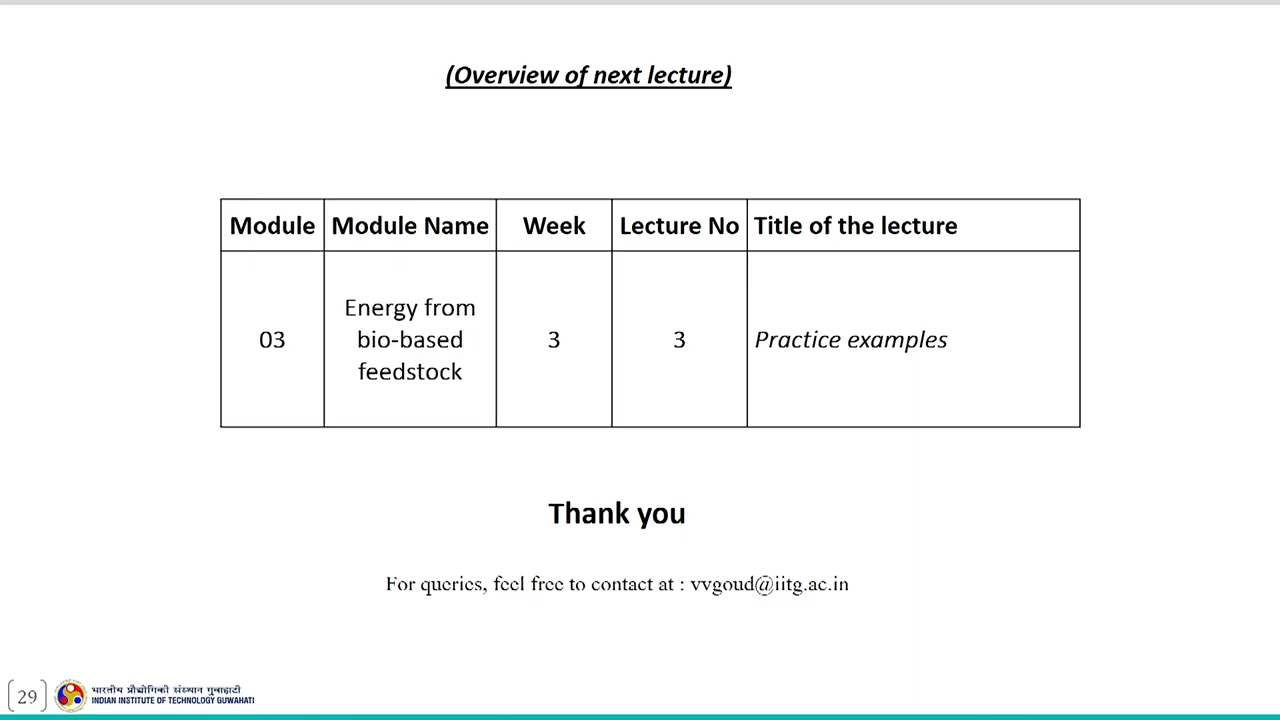 (Overview of next lecture)
Module Module Name Week Lecture No Title of the lecture
Energy from
bio-based
feedstock
03 3 3 Practice examples
Thank you
For queries, feel free to contact at : vvgoud@iitg.ac.in
29
भारतीय प्रौद्योगिकी संस्थान गुवाहाटी
INDIAN INSTITUTE OF TECHNOLOGY GUWAHATI